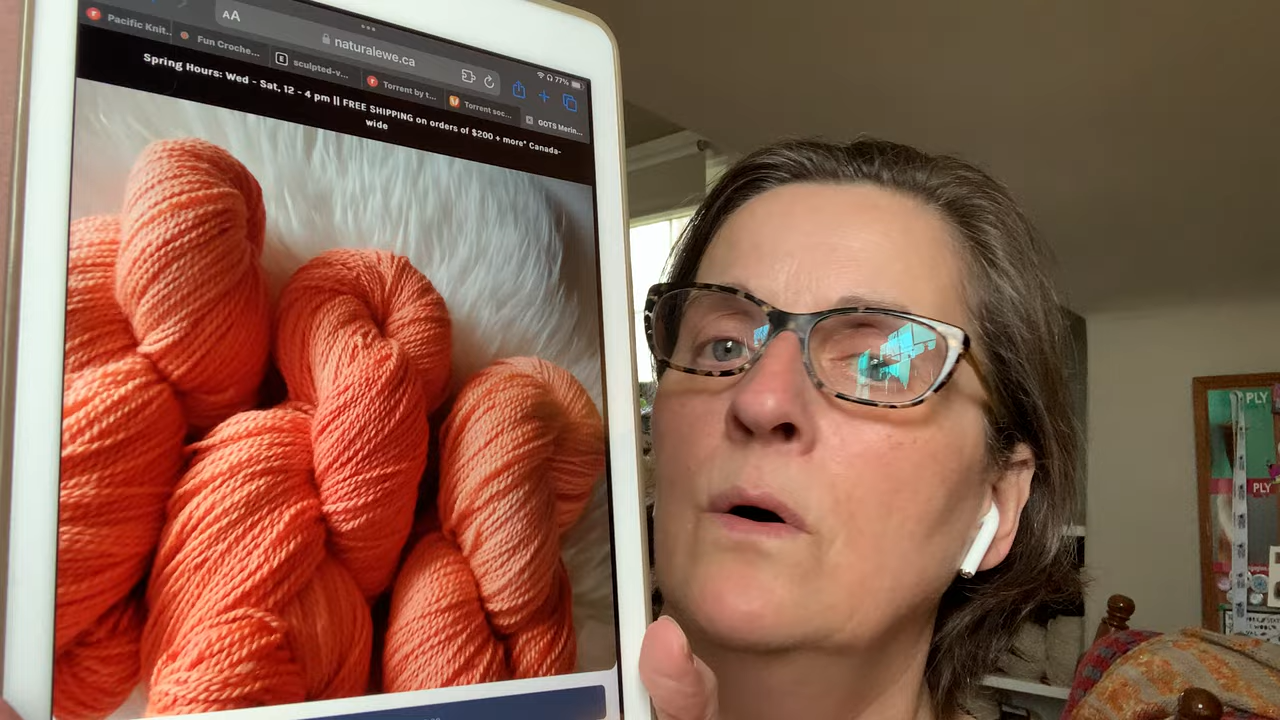 AA
naturalewe.ca
77%
Pacific Knit...
Fun Croche...
sculpted-v...
Torrent by t...
Torrent soc...
GOTS Merin...
Spring Hours: Wed - Sat, 12 - 4 pm || FREE SHIPPING on orders of $200 + more* Canada-
wide
PLY
PLY